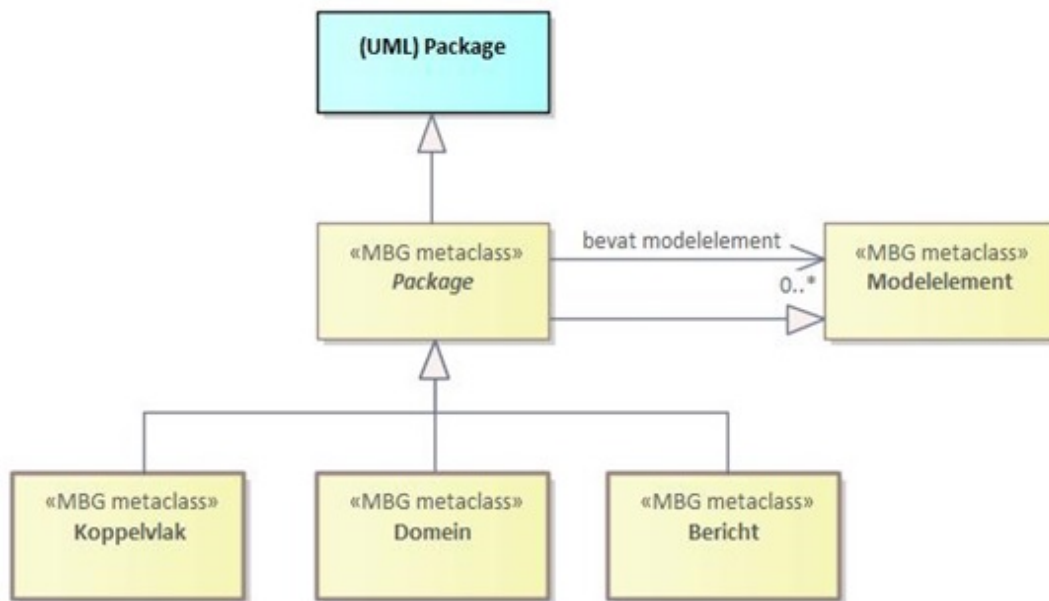 (UML) Package
«MBG metaclass»
Package
bevat modelelement
0..*
«MBG metaclass»
Modelelement
«MBG metaclass»
Koppelvlak
«MBG metaclass»
Domein
«MBG metaclass»
Bericht